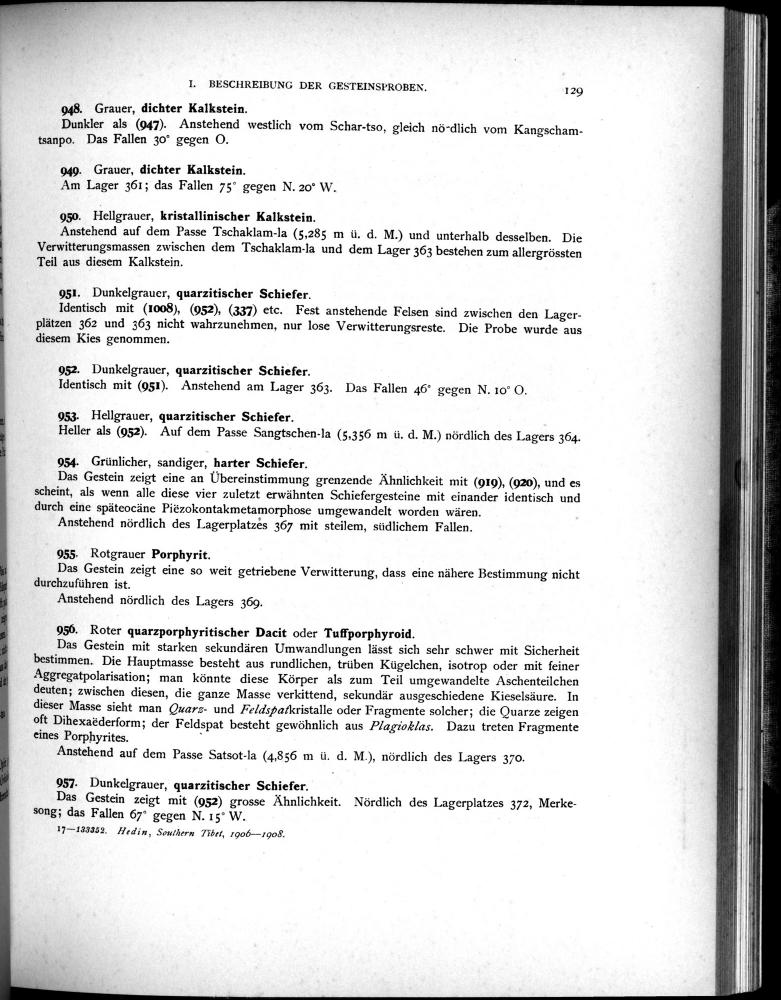 I. BESCHREIBUNG DER GESTEINSPROBEN. 129
948. Grauer, dichter Kalkstein.
Dunkler als (947). Anstehend westlich vom Schar-tso, gleich nö-dlich vom Kangscham-
tsanpo. Das Fallen 30° gegen O.
949. Grauer, dichter Kalkstein.
Am Lager 361; das Fallen 75° gegen N. 20° W.
950. Hellgrauer, kristallinischer Kalkstein.
Anstehend auf dem Passe Tschaklam-la (5,285 m ü. d. M.) und unterhalb desselben. Die
Verwitterungsmassen zwischen dem Tschaklam-la und dem Lager 363 bestehen zum allergrössten
Teil aus diesem Kalkstein.
951. Dunkelgrauer, quarzitischer Schiefer.
Identisch mit (1008), (952), (337) etc. Fest anstehende Felsen sind zwischen den Lager-
plätzen 362 und 363 nicht wahrzunehmen, nur lose Verwitterungsreste. Die Probe wurde aus
diesem Kies genommen.
952. Dunkelgrauer, quarzitischer Schiefer.
Identisch mit (951). Anstehend am Lager 363. Das Fallen 46° gegen N. 10° O.
953. Hellgrauer, quarzitischer Schiefer.
Heller als (952). Auf dem Passe Sangtschen-la (5,356 m ü. d. M.) nördlich des Lagers 364.
954. Grünlicher, sandiger, harter Schiefer.
Das Gestein zeigt eine an Übereinstimmung grenzende Ähnlichkeit mit (919), (920), und es
scheint, als wenn alle diese vier zuletzt erwähnten Schiefergesteine mit einander identisch und
durch eine späteocäne Piëzokontakmetamorphose umgewandelt worden wären.
Anstehend nördlich des Lagerplatzes 367 mit steilem, südlichem Fallen.
955. Rotgrauer Porphyrit.
Das Gestein zeigt eine so weit getriebene Verwitterung, dass eine nähere Bestimmung nicht
durchzuführen ist.
Anstehend nördlich des Lagers 369.
956. Roter quarzporphyritischer Dacit oder Tuffporphyroid.
Das Gestein mit starken sekundären Umwandlungen lässt sich sehr schwer mit Sicherheit
bestimmen. Die Hauptmasse besteht aus rundlichen, trüben Kügelchen, isotrop oder mit feiner
Aggregatpolarisation; man könnte diese Körper als zum Teil umgewandelte Aschenteilchen
deuten; zwischen diesen, die ganze Masse verkittend, sekundär ausgeschiedene Kieselsäure. In
dieser Masse sieht man Quarz- und Feldspatkristalle oder Fragmente solcher; die Quarze zeigen
oft Dihexaëderform; der Feldspat besteht gewöhnlich aus Plagioklas. Dazu treten Fragmente
eines Porphyrites.
Anstehend auf dem Passe Satsot-la (4,856 m ü. d. M.), nördlich des Lagers 370.
957. Dunkelgrauer, quarzitischer Schiefer.
Das Gestein zeigt mit (952) grosse Ähnlichkeit. Nördlich des Lagerplatzes 372, Merke-
song; das Fallen 67° gegen N. 15° W.
17—133352. Hedin, Southern Tibet, 1906—1908.